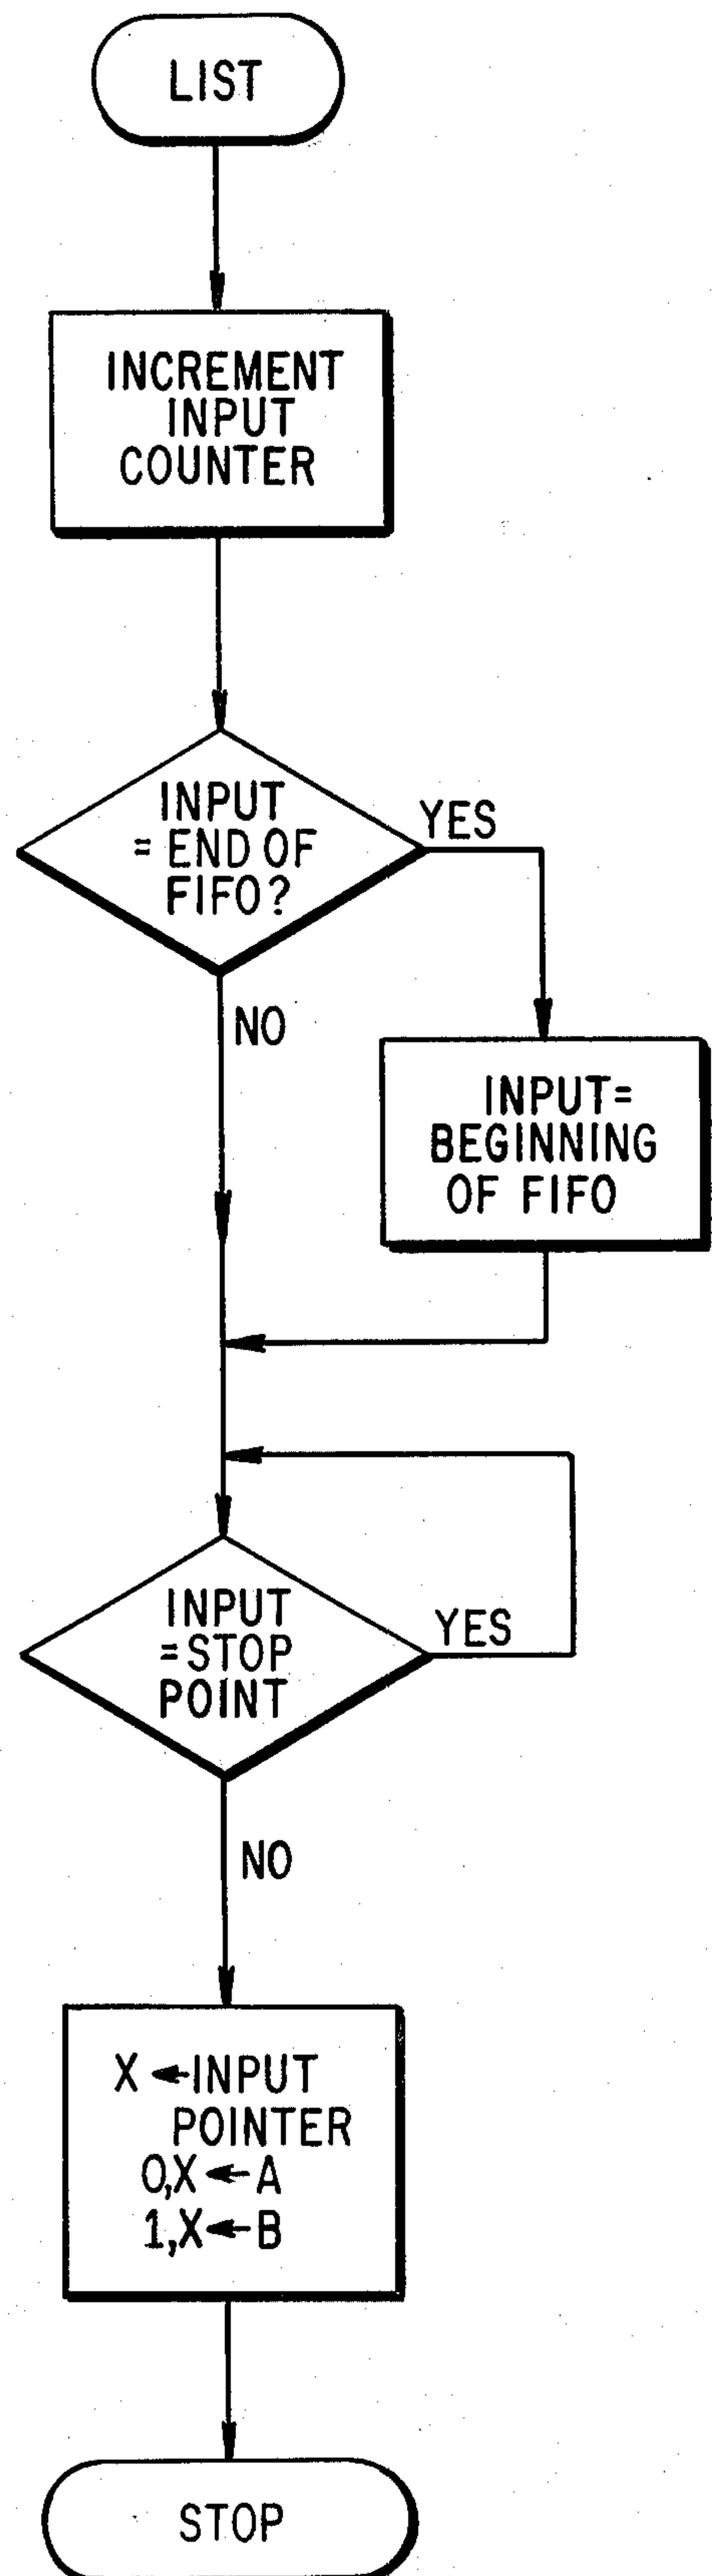 LIST
INCREMENT
INPUT
COUNTER
INPUT
= END OF
FIFO?
YES
NO
INPUT=
BEGINNING
OF FIFO
INPUT
=STOP
POINT
YES
NO
X ←INPUT
POINTER
0,X ← A
1,X← B
STOP